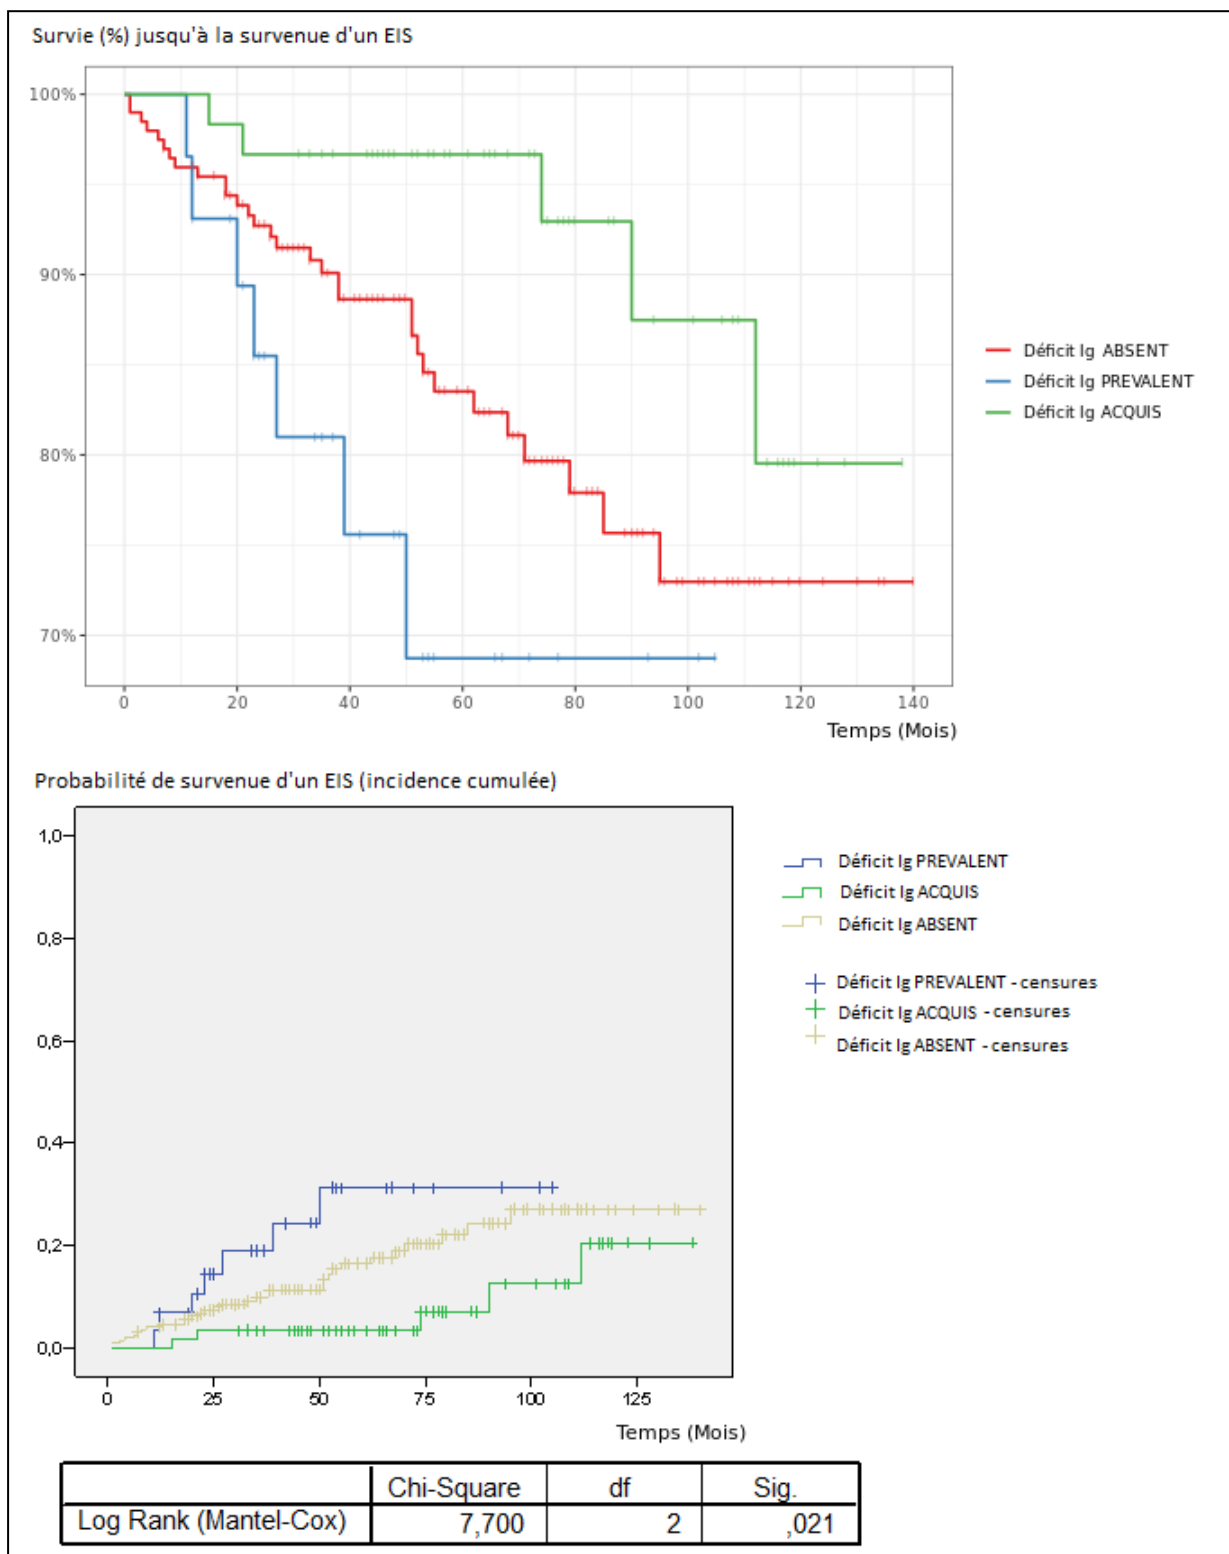 Survie (%) jusqu'à la survenue d'un EIS
100%
90%
80%
70%
0 20 40 60 80 100 120 140
Temps (Mois)
Déficit Ig ABSENT
Déficit Ig PREVALENT
Déficit Ig ACQUIS
Probabilité de survenue d'un EIS (incidence cumulée)
1,0
0,8
0,6
0,4
0,2
0,0
0 25 50 75 100 125
Temps (Mois)
Déficit Ig PREVALENT
Déficit Ig ACQUIS
Déficit Ig ABSENT
Déficit Ig PREVALENT - censures
Déficit Ig ACQUIS - censures
Déficit Ig ABSENT - censures
Chi-Square df Sig.
Log Rank (Mantel-Cox) 7,700 2 ,021